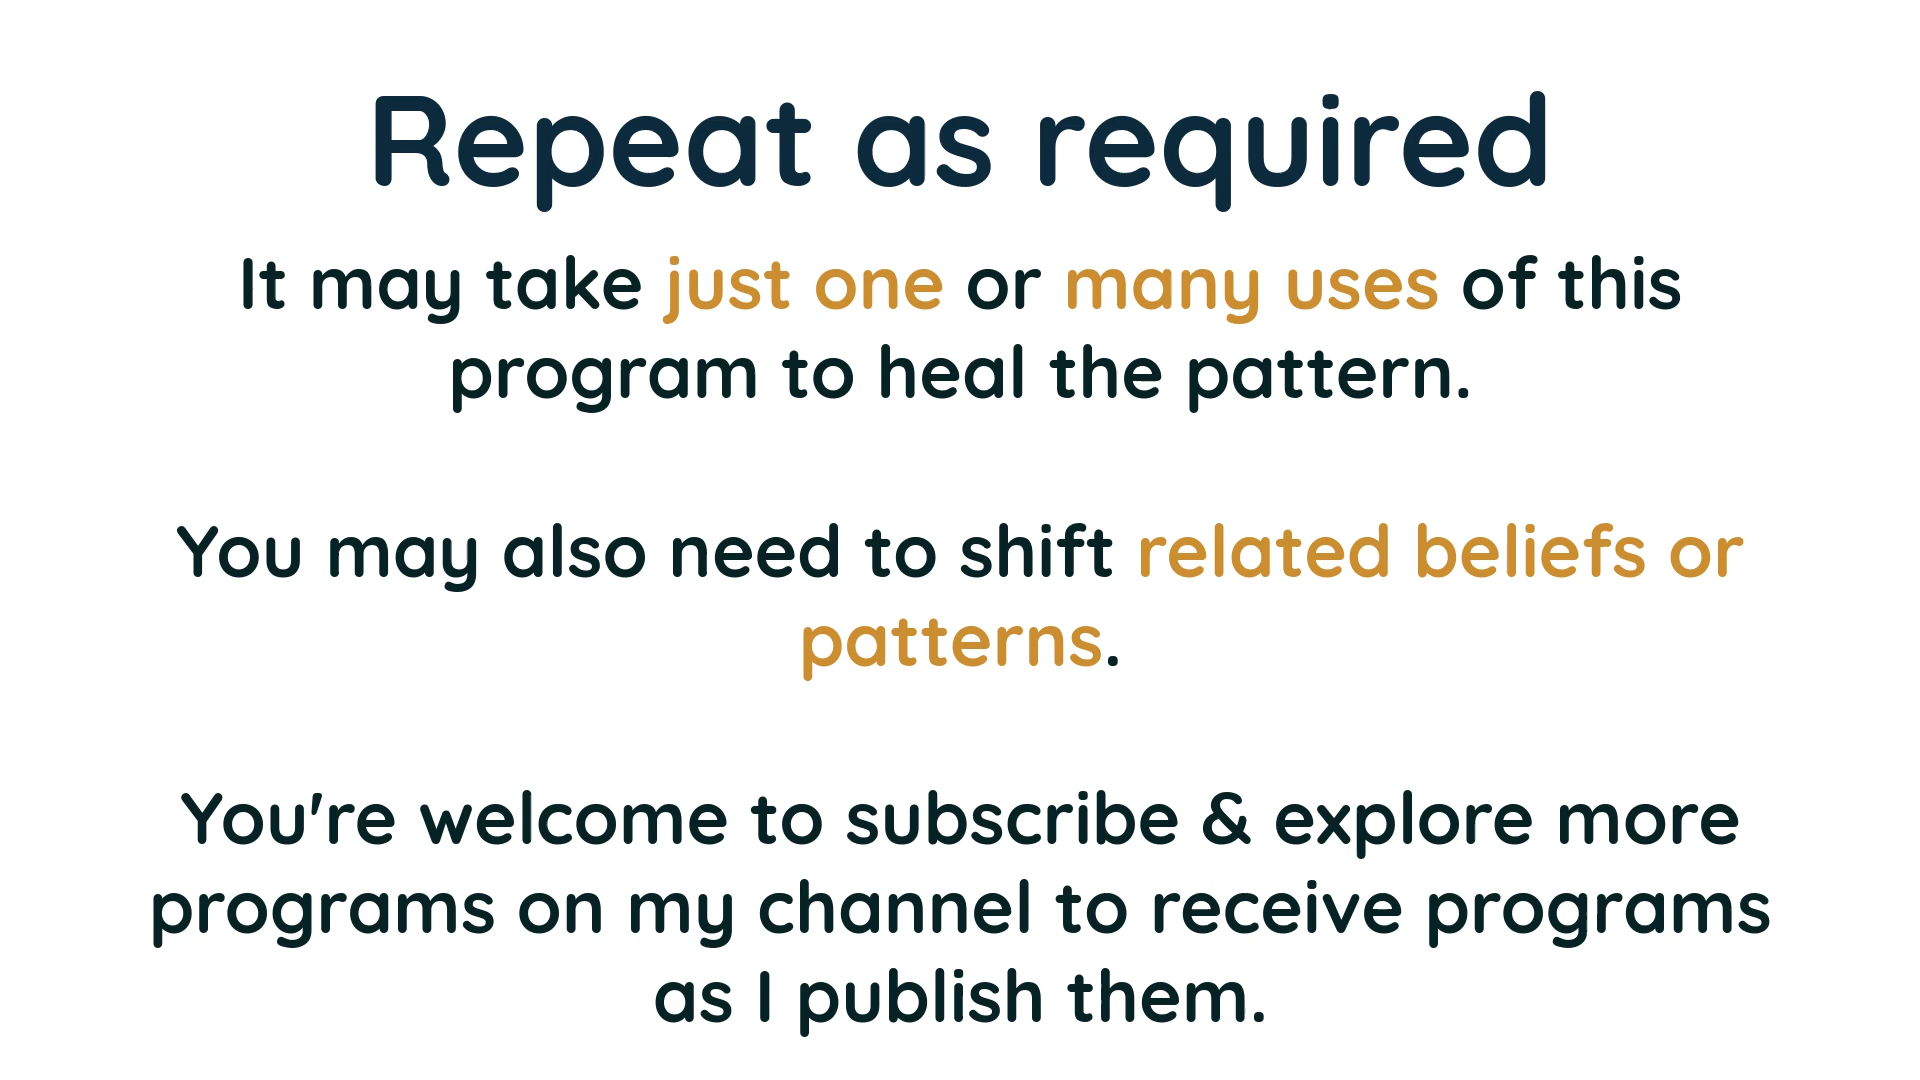 Repeat as required
It may take just one or many uses of this
program to heal the pattern.
You may also need to shift related beliefs or
patterns.
You're welcome to subscribe & explore more
programs on my channel to receive programs
as I publish them.